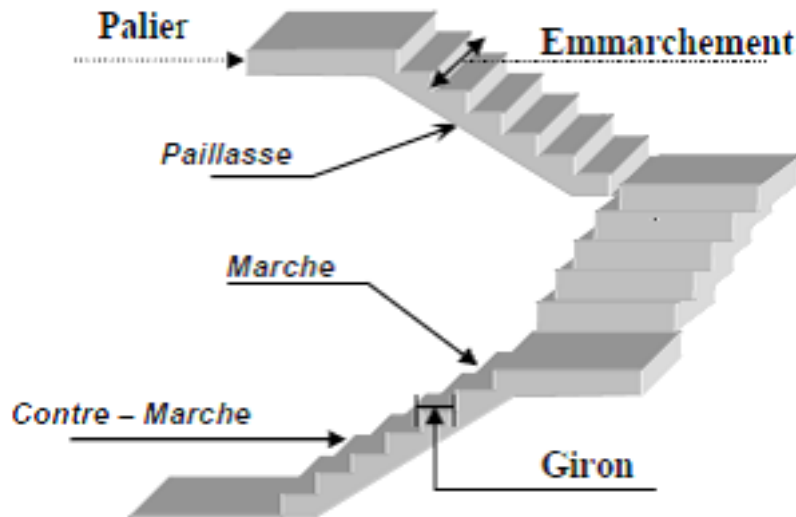 Palier
Emmarchement
Paillasse
Marche
Contre – Marche
Giron